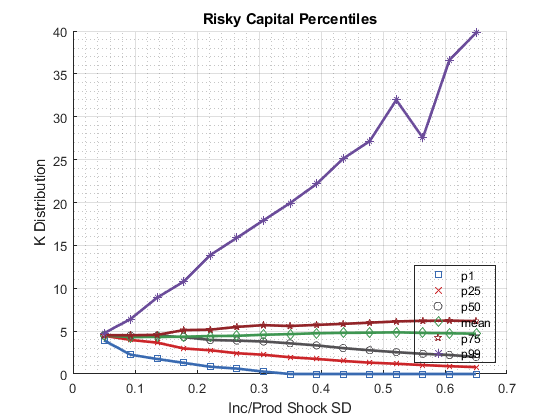 Risky Capital Percentiles
40
35
30
25
20
15
10
5
0
K Distribution
0
0.1
0.2
0.3
0.4
0.5
0.6
0.7
Inc/Prod Shock SD
p1
p25
p50
mean
p75
p99